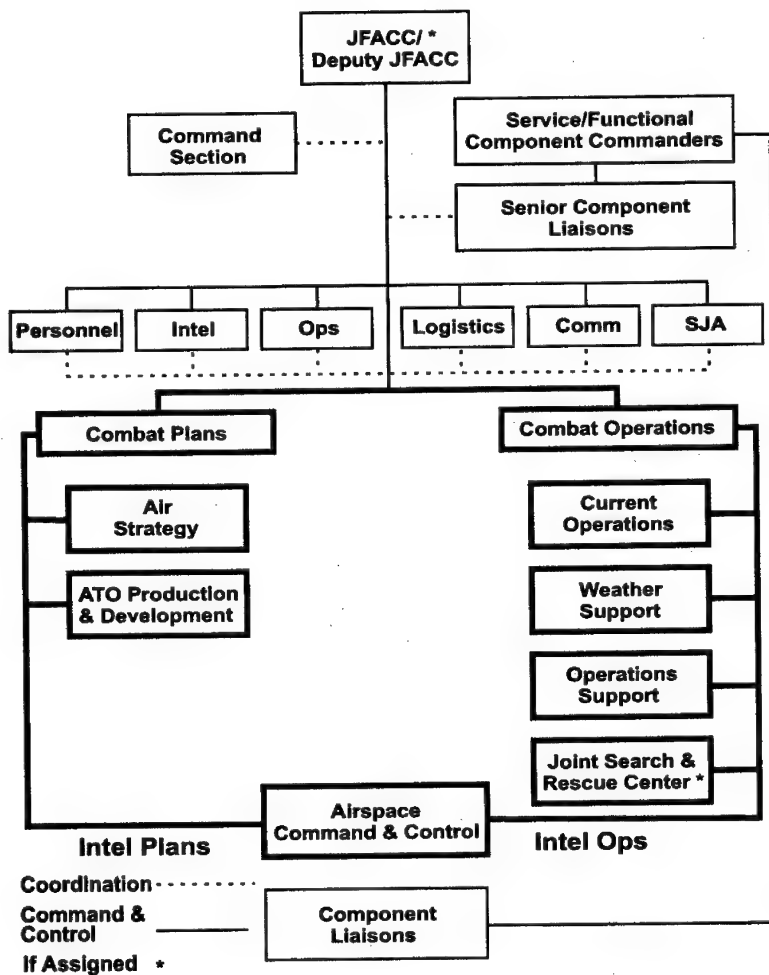 JFACC/ *
Deputy JFACC
Command
Section
Service/Functional
Component Commanders
Senior Component
Liaisons
Personnel
Intel
Ops
Logistics
Comm
SJA
Combat Plans
Combat Operations
Air
Strategy
ATO Production
& Development
Current
Operations
Weather
Support
Operations
Support
Joint Search &
Rescue Center *
Airspace
Command & Control
Intel Plans
Intel Ops
Coordination
Command &
Control
If Assigned *
Component
Liaisons